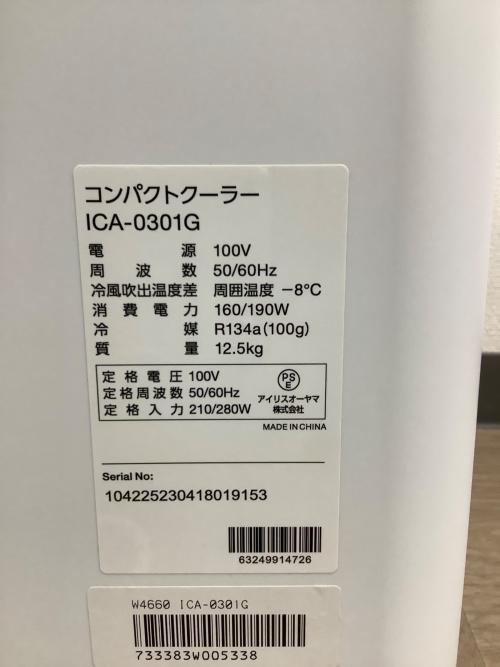 コンパクトクーラー
ICA-0301G
電源 100V
周波数 50/60Hz
冷風吹出温度差 周囲温度 －8℃
消費電力 160/190W
冷媒 R134a(100g)
質量 12.5kg
定格電圧 100V
定格周波数 50/60Hz
定格入力 210/280W
PS
E
アイリスオーヤマ
株式会社
MADE IN CHINA
Serial No:
104225230418019153
63249914726
W4660 ICA-0301G
733383W005338